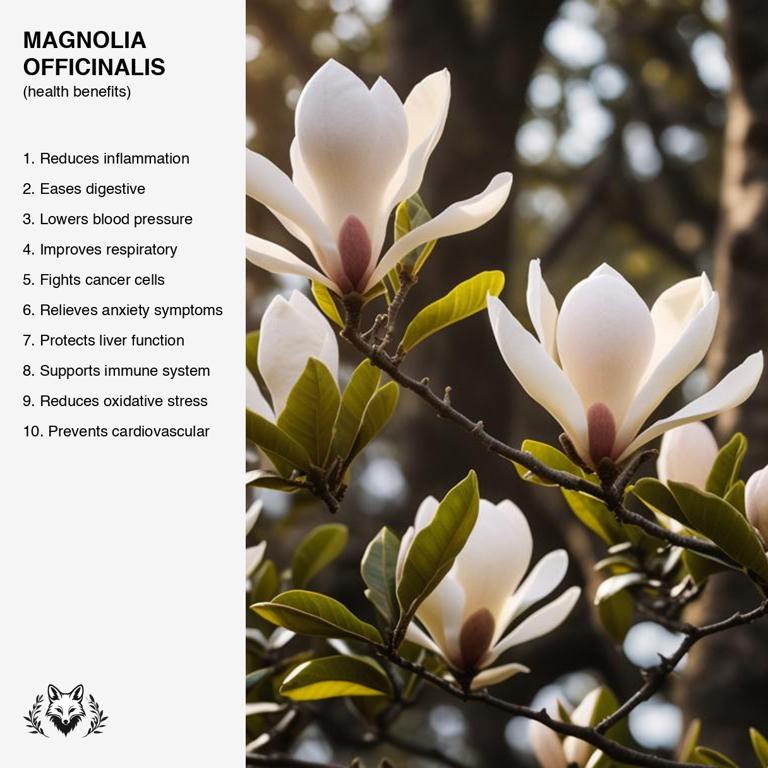 MAGNOLIA
OFFICINALIS
(health benefits)
1. Reduces inflammation
2. Eases digestive
3. Lowers blood pressure
4. Improves respiratory
5. Fights cancer cells
6. Relieves anxiety symptoms
7. Protects liver function
8. Supports immune system
9. Reduces oxidative stress
10. Prevents cardiovascular